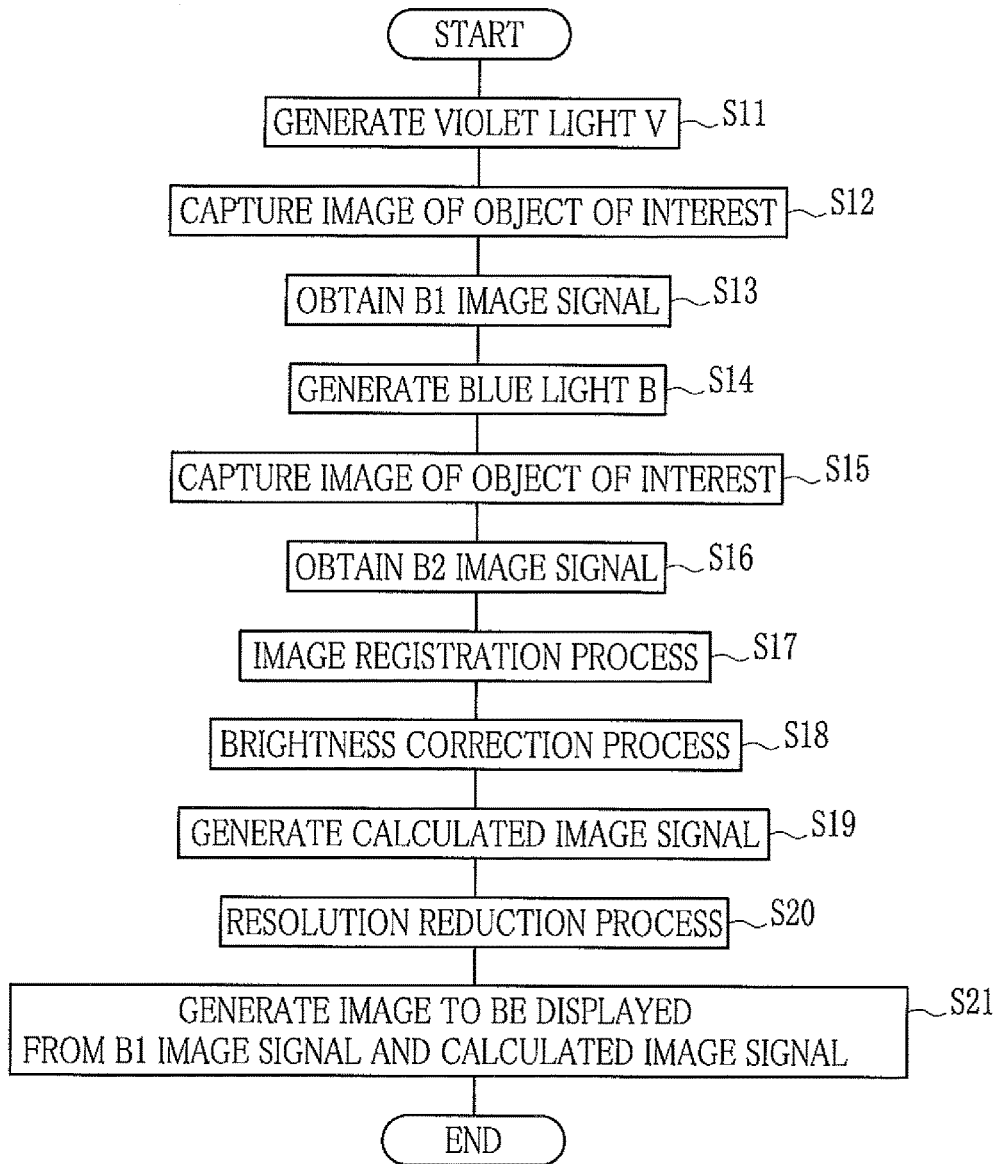 START
GENERATE VIOLET LIGHT V
S11
CAPTURE IMAGE OF OBJECT OF INTEREST
S12
OBTAIN B1 IMAGE SIGNAL
S13
GENERATE BLUE LIGHT B
S14
CAPTURE IMAGE OF OBJECT OF INTEREST
S15
OBTAIN B2 IMAGE SIGNAL
S16
IMAGE REGISTRATION PROCESS
S17
BRIGHTNESS CORRECTION PROCESS
S18
GENERATE CALCULATED IMAGE SIGNAL
S19
RESOLUTION REDUCTION PROCESS
S20
GENERATE IMAGE TO BE DISPLAYED
FROM B1 IMAGE SIGNAL AND CALCULATED IMAGE SIGNAL
S21
END